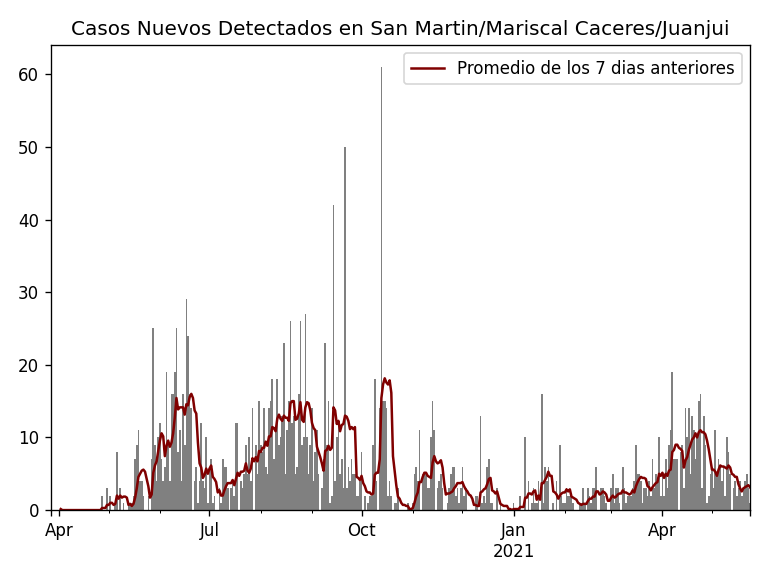 Casos Nuevos Detectados en San Martin/Mariscal Caceres/Juanjui
Promedio de los 7 dias anteriores
60
50
40
30
20
10
0
Apr Jul Oct Jan Apr
2021